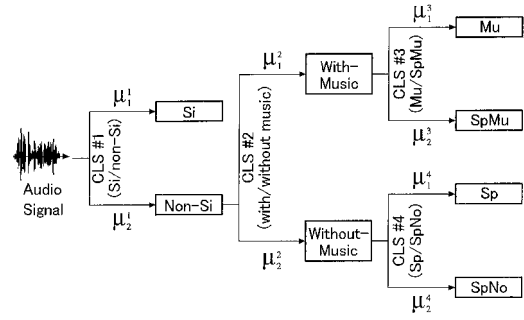 Audio
Signal
CLS #1
(Si/non-Si)
μ₁¹
Si
μ₂¹
Non-Si
CLS #2
(with/without music)
μ₁²
With-
Music
μ₂²
Without-
Music
CLS #3
(Mu/SpMu)
μ₁³
Mu
μ₂³
SpMu
CLS #4
(Sp/SpNo)
μ₁⁴
Sp
μ₂⁴
SpNo